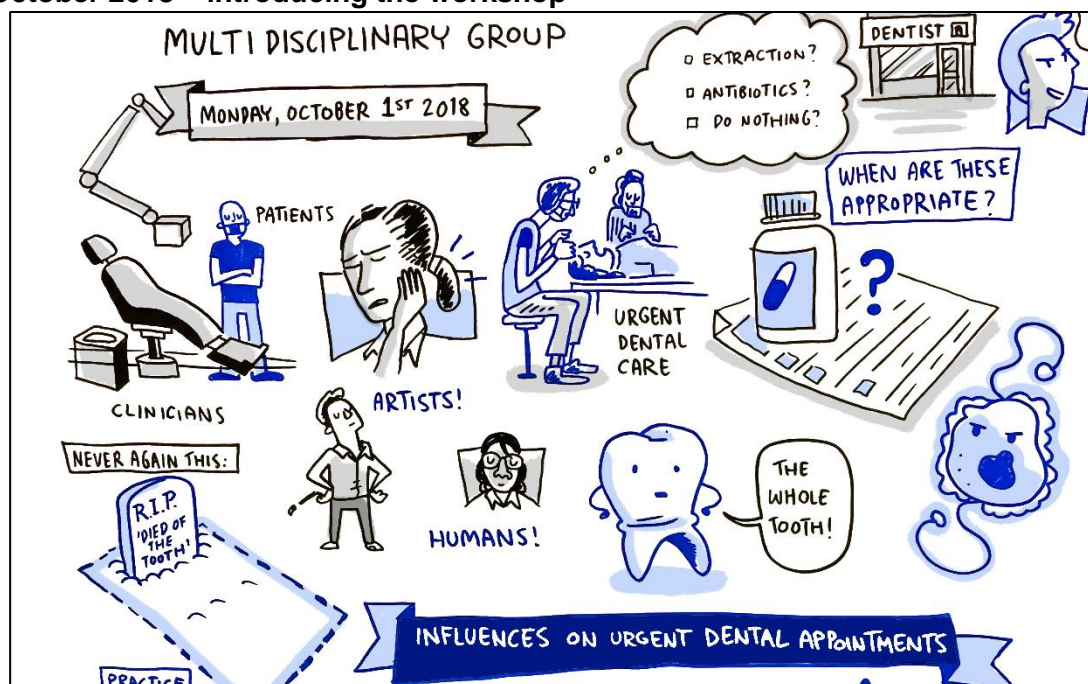 October 2018 – Introducing the workshop
MULTI DISCIPLINARY GROUP
MONDAY, OCTOBER 1ST 2018
EXTRACTION?
ANTIBIOTICS?
DO NOTHING?
DENTIST
WHEN ARE THESE
APPROPRIATE?
PATIENTS
URGENT
DENTAL
CARE
CLINICIANS
ARTISTS!
NEVER AGAIN THIS:
R.I.P.
'DIED OF
THE
TOOTH'
HUMANS!
THE
WHOLE
TOOTH!
INFLUENCES ON URGENT DENTAL APPOINTMENTS
PRACTICE